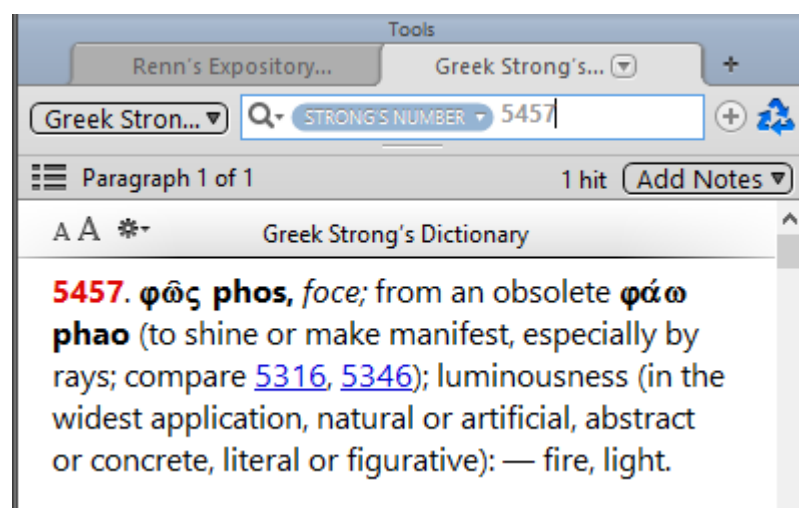 Tools
Renn's Expository... Greek Strong's... +
Greek Stron... STRONG'S NUMBER 5457
Paragraph 1 of 1 1 hit Add Notes
A A Greek Strong's Dictionary
5457. φῶς phos, foce; from an obsolete φάω
phao (to shine or make manifest, especially by
rays; compare 5316, 5346); luminousness (in the
widest application, natural or artificial, abstract
or concrete, literal or figurative): — fire, light.